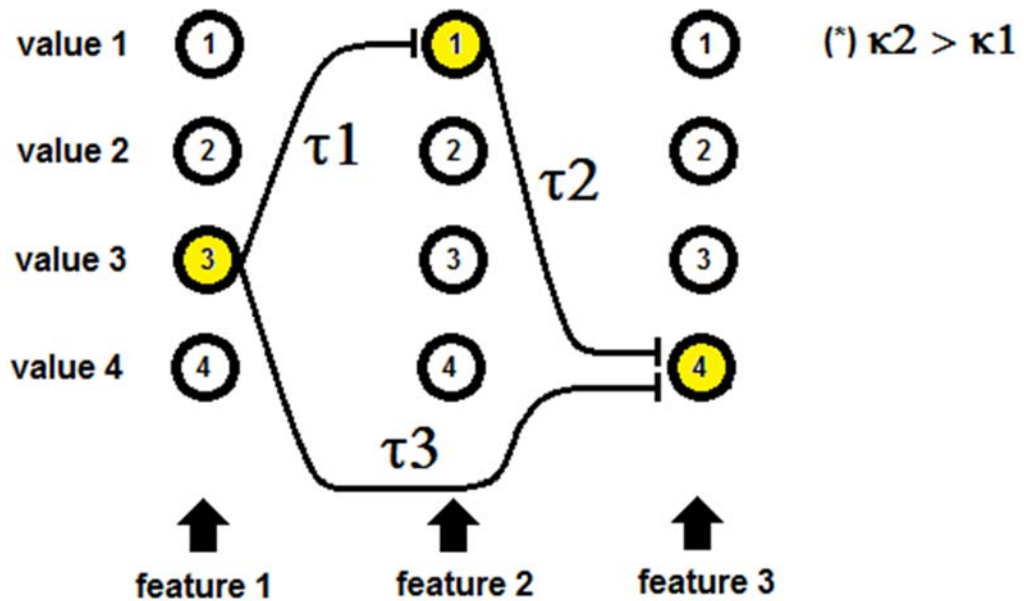 value 1 1 1 1 (*) κ2 > κ1
τ1
value 2 2 2 2
τ2
value 3 3 3 3
value 4 4 4 4
τ3
feature 1 feature 2 feature 3